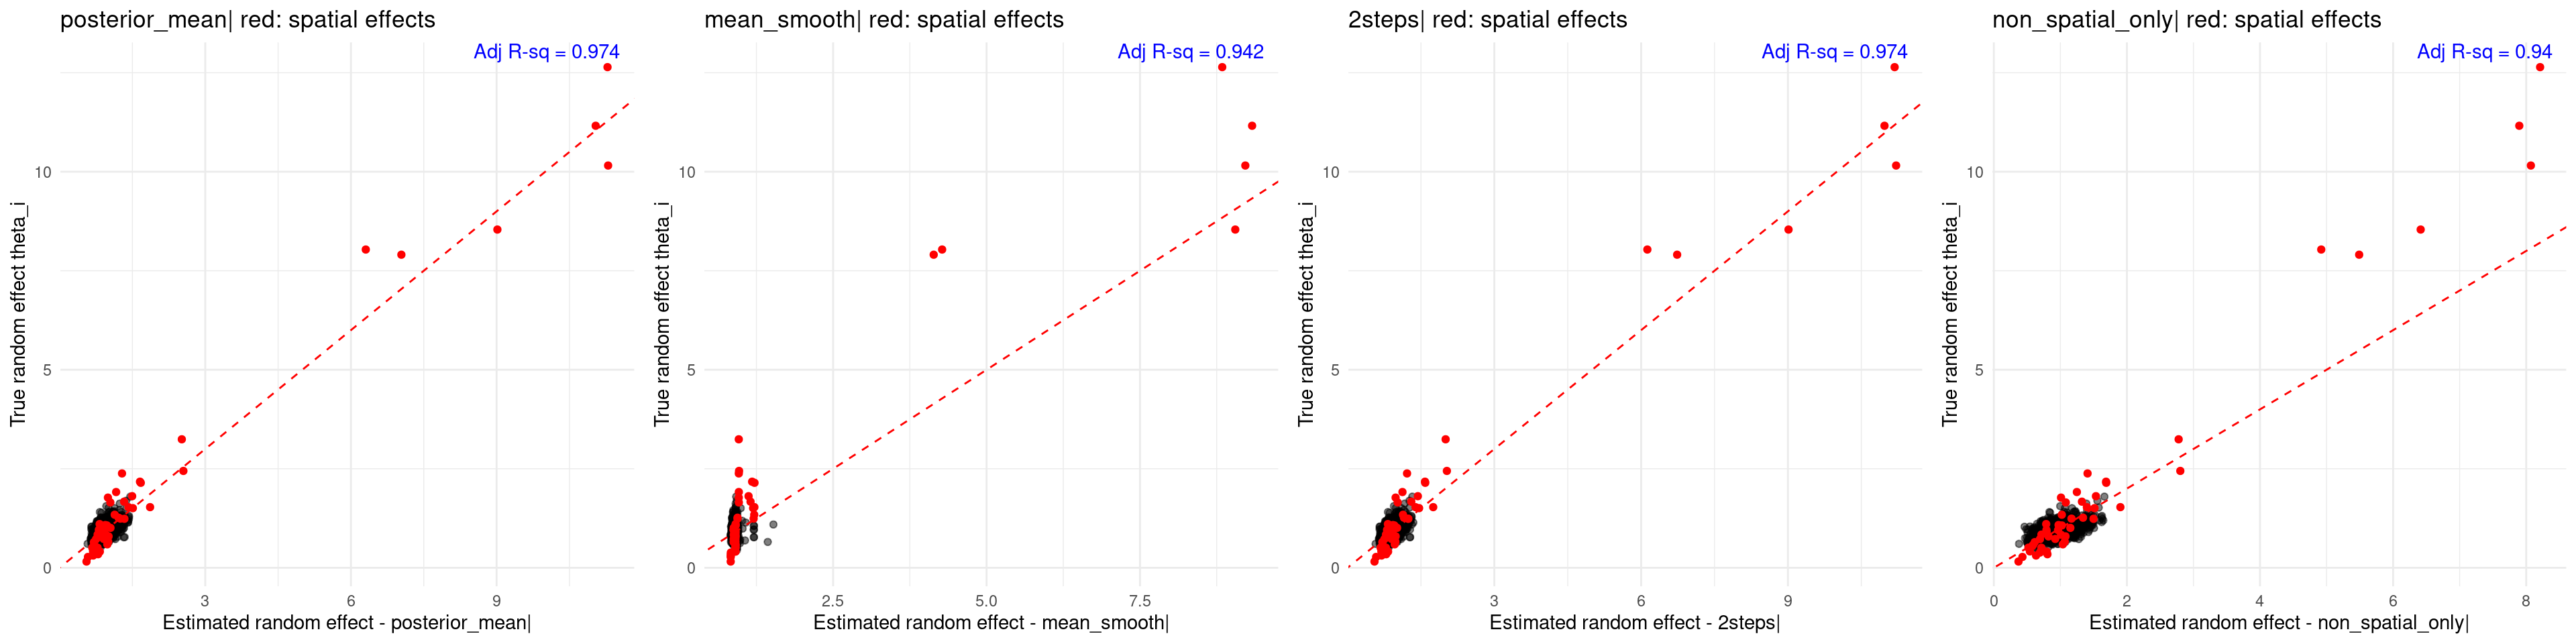 posterior_mean| red: spatial effects
Adj R-sq = 0.974
True random effect theta_i
10
5
0
3
6
9
Estimated random effect - posterior_mean|
mean_smooth| red: spatial effects
Adj R-sq = 0.942
True random effect theta_i
10
5
0
2.5
5.0
7.5
Estimated random effect - mean_smooth|
2steps| red: spatial effects
Adj R-sq = 0.974
True random effect theta_i
10
5
0
3
6
9
Estimated random effect - 2steps|
non_spatial_only| red: spatial effects
Adj R-sq = 0.94
True random effect theta_i
10
5
0
0
2
4
6
8
Estimated random effect - non_spatial_only|